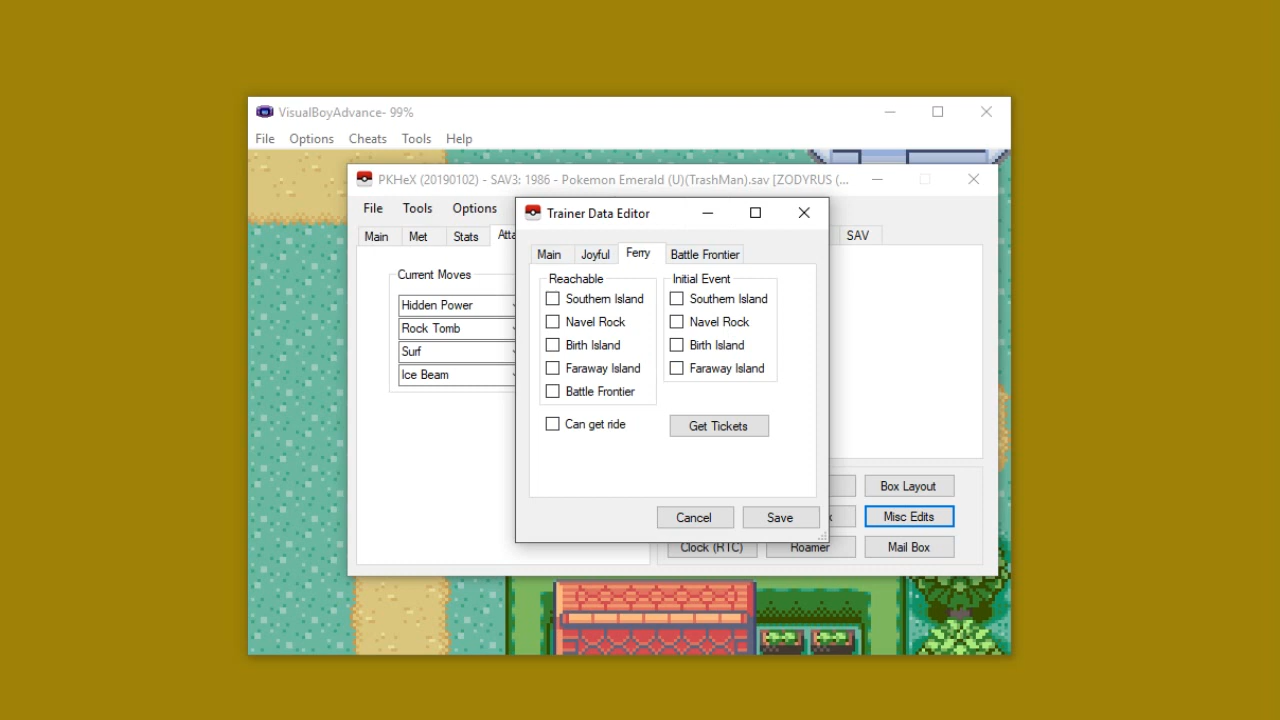 VisualBoyAdvance- 99%
File Options Cheats Tools Help
PKHeX (20190102) - SAV3: 1986 - Pokemon Emerald (U)(TrashMan).sav [ZODYRUS (...
File Tools Options
Main Met Stats Atta
SAV
Current Moves
Hidden Power
Rock Tomb
Surf
Ice Beam
Trainer Data Editor
Main Joyful Ferry Battle Frontier
Reachable
Southern Island
Navel Rock
Birth Island
Faraway Island
Battle Frontier
Initial Event
Southern Island
Navel Rock
Birth Island
Faraway Island
Can get ride
Get Tickets
Cancel Save
Box Layout
Misc Edits
Clock (RTC) Roamer Mail Box